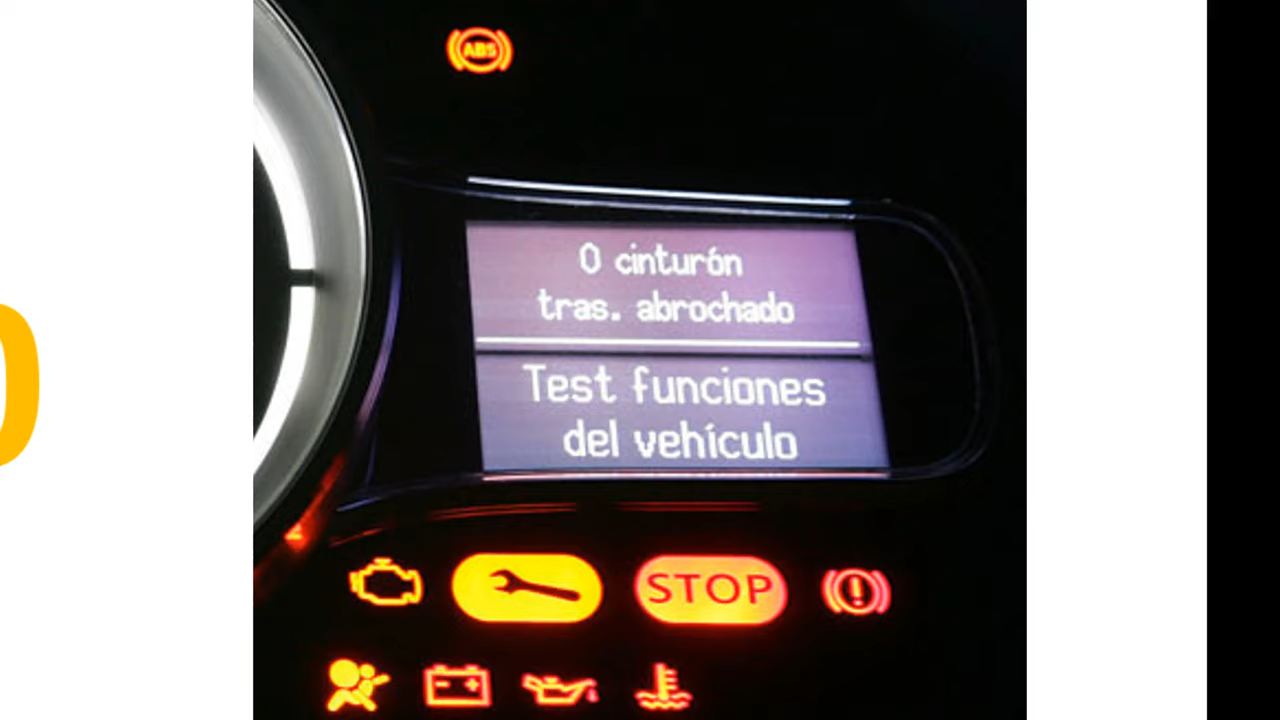 ABS
0 cinturón
tras. abrochado
Test funciones
del vehículo
STOP